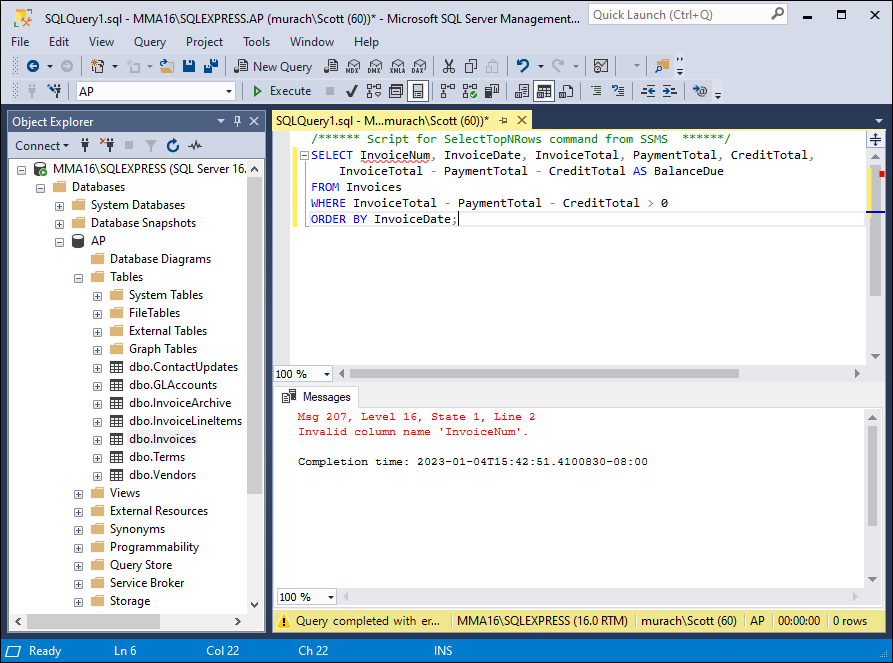 SQLQuery1.sql - MMA16\SQLEXPRESS.AP (murach\Scott (60))* - Microsoft SQL Server Management...
Quick Launch (Ctrl+Q)
File Edit View Query Project Tools Window Help
New Query
MDX DMX XMLA DAX
AP
Execute
Object Explorer
SQLQuery1.sql - M...murach\Scott (60))*
Connect
MMA16\SQLEXPRESS (SQL Server 16.
Databases
System Databases
Database Snapshots
AP
Database Diagrams
Tables
System Tables
FileTables
External Tables
Graph Tables
dbo.ContactUpdates
dbo.GLAccounts
dbo.InvoiceArchive
dbo.InvoiceLineItems
dbo.Invoices
dbo.Terms
dbo.Vendors
Views
External Resources
Synonyms
Programmability
Query Store
Service Broker
Storage
/****** Script for SelectTopNRows command from SSMS ******/
SELECT InvoiceNum, InvoiceDate, InvoiceTotal, PaymentTotal, CreditTotal,
InvoiceTotal - PaymentTotal - CreditTotal AS BalanceDue
FROM Invoices
WHERE InvoiceTotal - PaymentTotal - CreditTotal > 0
ORDER BY InvoiceDate;
100 %
Messages
Msg 207, Level 16, State 1, Line 2
Invalid column name 'InvoiceNum'.
Completion time: 2023-01-04T15:42:51.4100830-08:00
100 %
Query completed with er... MMA16\SQLEXPRESS (16.0 RTM) murach\Scott (60) AP 00:00:00 0 rows
Ready Ln 6 Col 22 Ch 22 INS